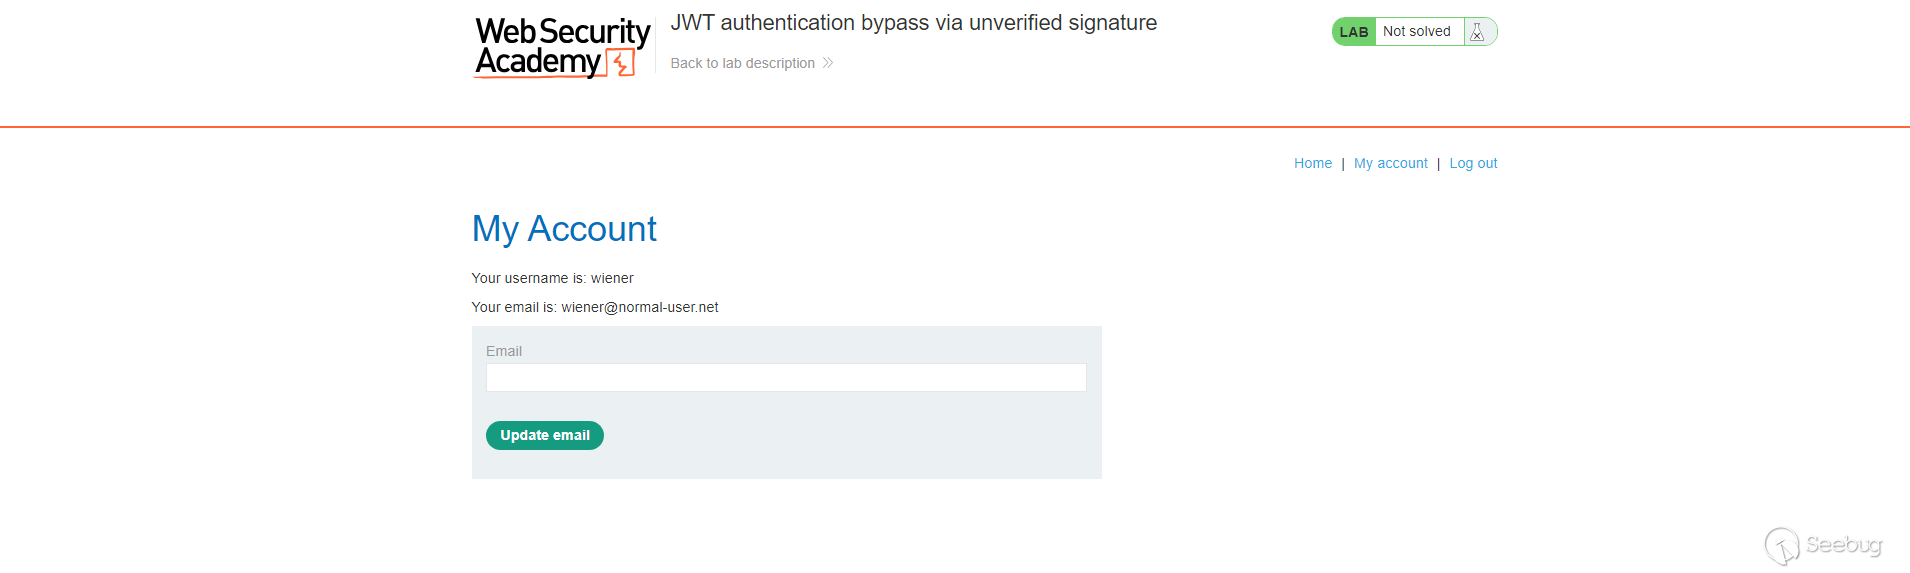 Web Security
Academy
JWT authentication bypass via unverified signature
Back to lab description
LAB Not solved
Home | My account | Log out
My Account
Your username is: wiener
Your email is: wiener@normal-user.net
Email
Update email
Seebug